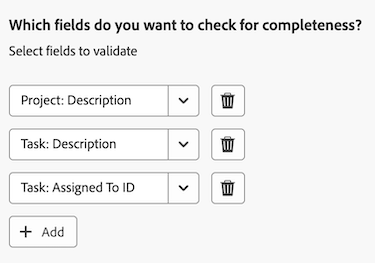 Which fields do you want to check for completeness?
Select fields to validate
Project: Description
Task: Description
Task: Assigned To ID
Add